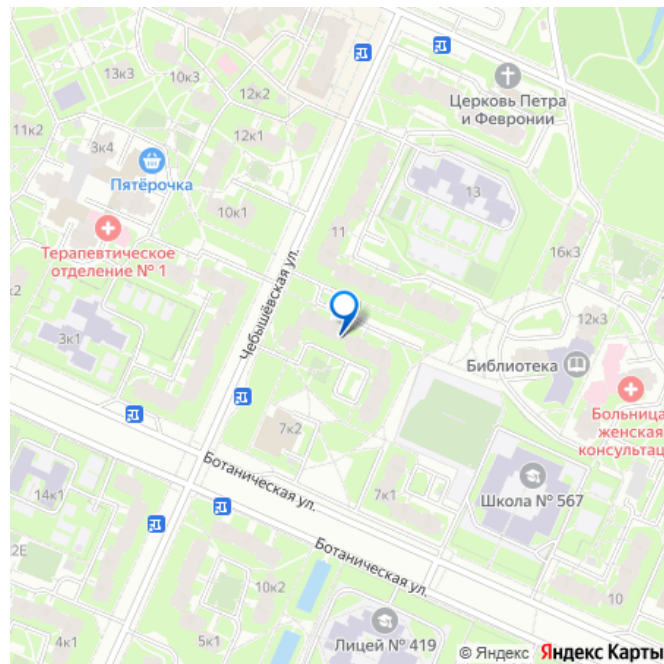 13к3
10к3
12к2
Церковь Петра
и Февронии
11к2
3к4
12к1
Пятёрочка
13
10к1
11
Терапевтическое
отделение № 1
16к3
к2
Чебышёвская ул.
12к3
3к1
Библиотека
Больница
женская
консультац
7к2
Ботаническая ул.
14к1
7к1
Школа № 567
2Е
Ботаническая ул.
10к2
10
4к1
5к1
Лицей № 419
© Яндекс Яндекс Карты